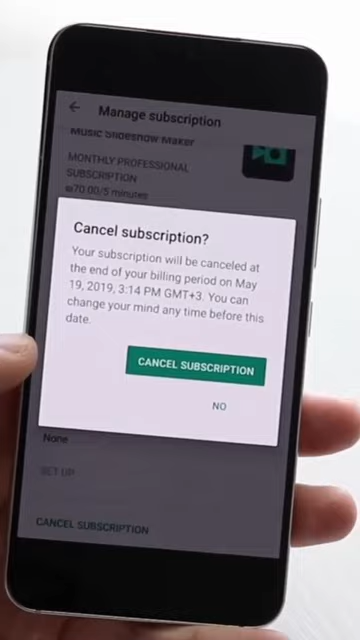 Manage subscription
Music Slideshow Maker
MONTHLY PROFESSIONAL
SUBSCRIPTION
₪70.00/5 minutes
Cancel subscription?
Your subscription will be canceled at
the end of your billing period on May
19, 2019, 3:14 PM GMT+3. You can
change your mind any time before this
date.
CANCEL SUBSCRIPTION
NO
None
SET UP
CANCEL SUBSCRIPTION